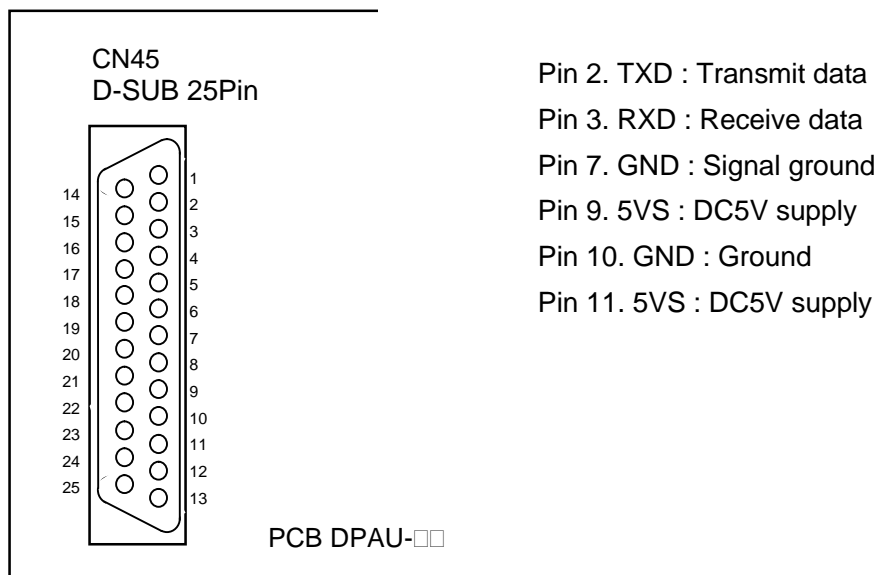 CN45
D-SUB 25Pin
1
2
3
4
5
6
7
8
9
10
11
12
13
14
15
16
17
18
19
20
21
22
23
24
25
PCB DPAU-□□
Pin 2. TXD : Transmit data
Pin 3. RXD : Receive data
Pin 7. GND : Signal ground
Pin 9. 5VS : DC5V supply
Pin 10. GND : Ground
Pin 11. 5VS : DC5V supply